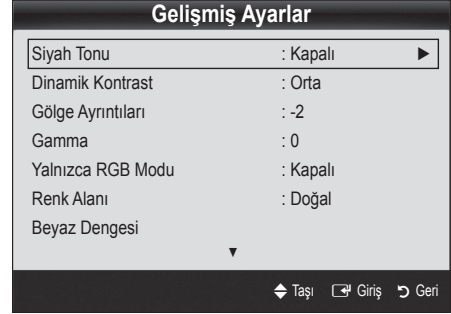 Gelişmiş Ayarlar
Siyah Tonu : Kapalı ▶
Dinamik Kontrast : Orta
Gölge Ayrıntıları : -2
Gamma : 0
Yalnızca RGB Modu : Kapalı
Renk Alanı : Doğal
Beyaz Dengesi
▼
Taşı Giriş Geri